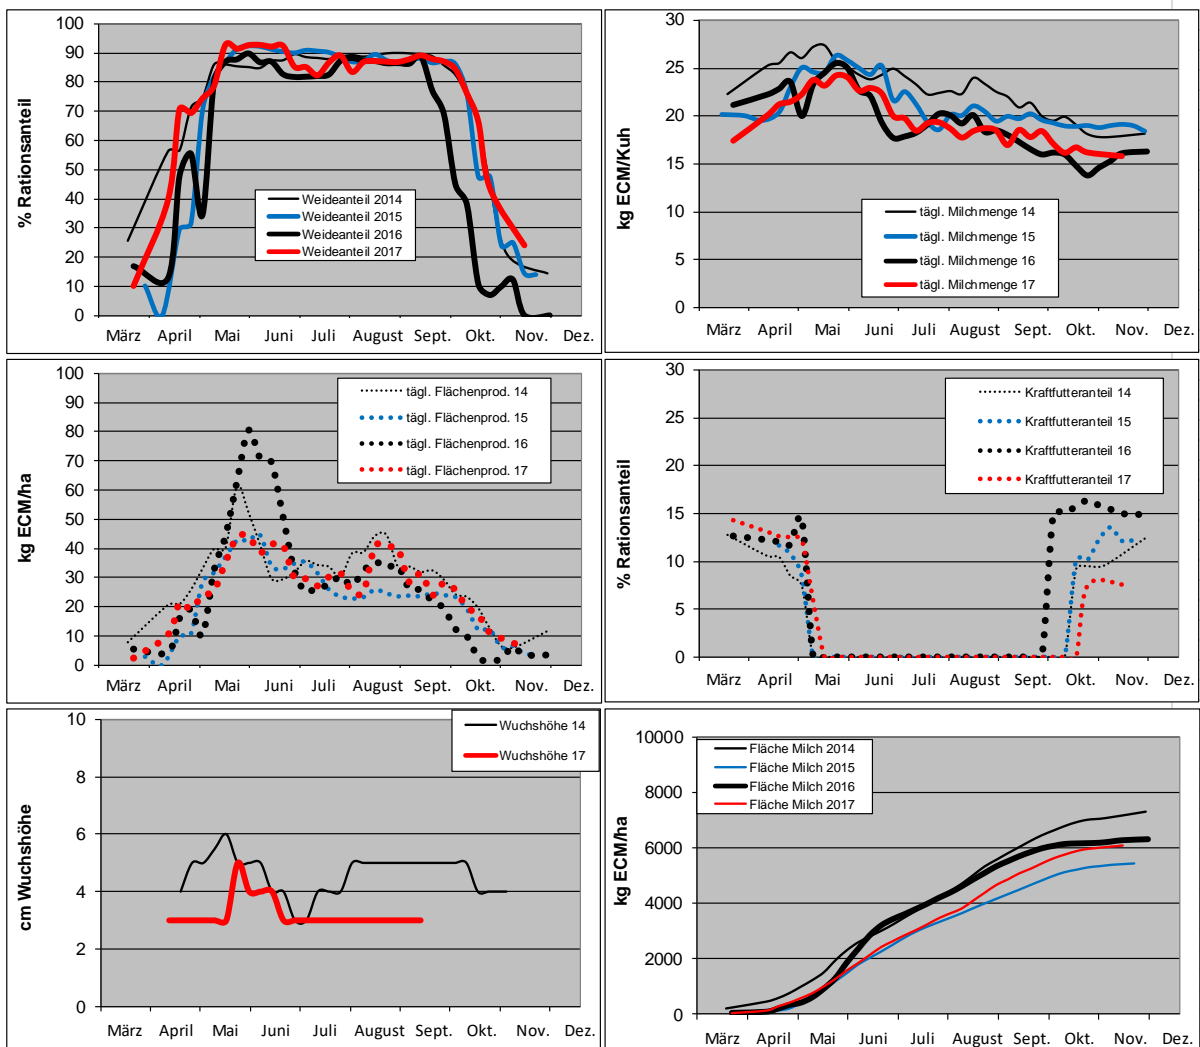 100
90
80
70
60
50
40
30
20
10
0
% Rationsanteil
Weideanteil 2014
Weideanteil 2015
Weideanteil 2016
Weideanteil 2017
März April Mai Juni Juli August Sept. Okt. Nov. Dez.
30
25
20
15
10
5
0
kg ECM/Kuh
tägl. Milchmenge 14
tägl. Milchmenge 15
tägl. Milchmenge 16
tägl. Milchmenge 17
März April Mai Juni Juli August Sept. Okt. Nov. Dez.
100
90
80
70
60
50
40
30
20
10
0
kg ECM/ha
tägl. Flächenprod. 14
tägl. Flächenprod. 15
tägl. Flächenprod. 16
tägl. Flächenprod. 17
März April Mai Juni Juli August Sept. Okt. Nov. Dez.
30
25
20
15
10
5
0
% Rationsanteil
Kraftfutteranteil 14
Kraftfutteranteil 15
Kraftfutteranteil 16
Kraftfutteranteil 17
März April Mai Juni Juli August Sept. Okt. Nov. Dez.
10
8
6
4
2
0
cm Wuchshöhe
Wuchshöhe 14
Wuchshöhe 17
März April Mai Juni Juli August Sept. Okt. Nov. Dez.
10000
8000
6000
4000
2000
0
kg ECM/ha
Fläche Milch 2014
Fläche Milch 2015
Fläche Milch 2016
Fläche Milch 2017
März April Mai Juni Juli August Sept. Okt. Nov. Dez.